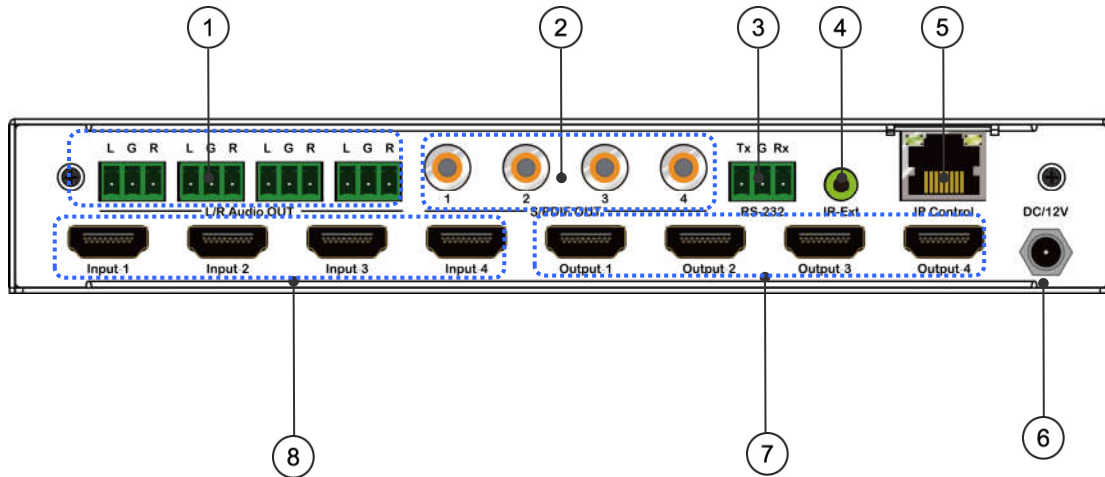 1 2 3 4 5
L G R L G R L G R L G R Tx G Rx
1 2 3 4
L/R Audio OUT S/PDIF OUT RS-232 IR-Ext IP Control DC/12V
Input 1 Input 2 Input 3 Input 4 Output 1 Output 2 Output 3 Output 4
8 7 6